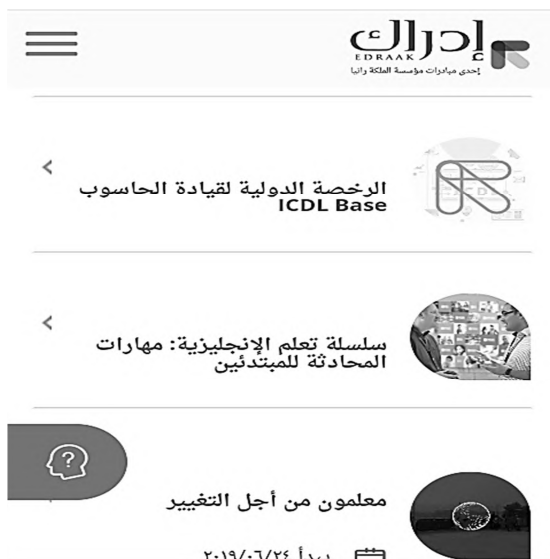 إدراك
EDRAAK
إحدى مبادرات مؤسسة الملكة رانيا
الرخصة الدولية لقيادة الحاسوب
ICDL Base
سلسلة تعلم الإنجليزية: مهارات
المحادثة للمبتدئين
معلمون من أجل التغيير
يبدأ ٢٠١٩/٠٦/٢٤